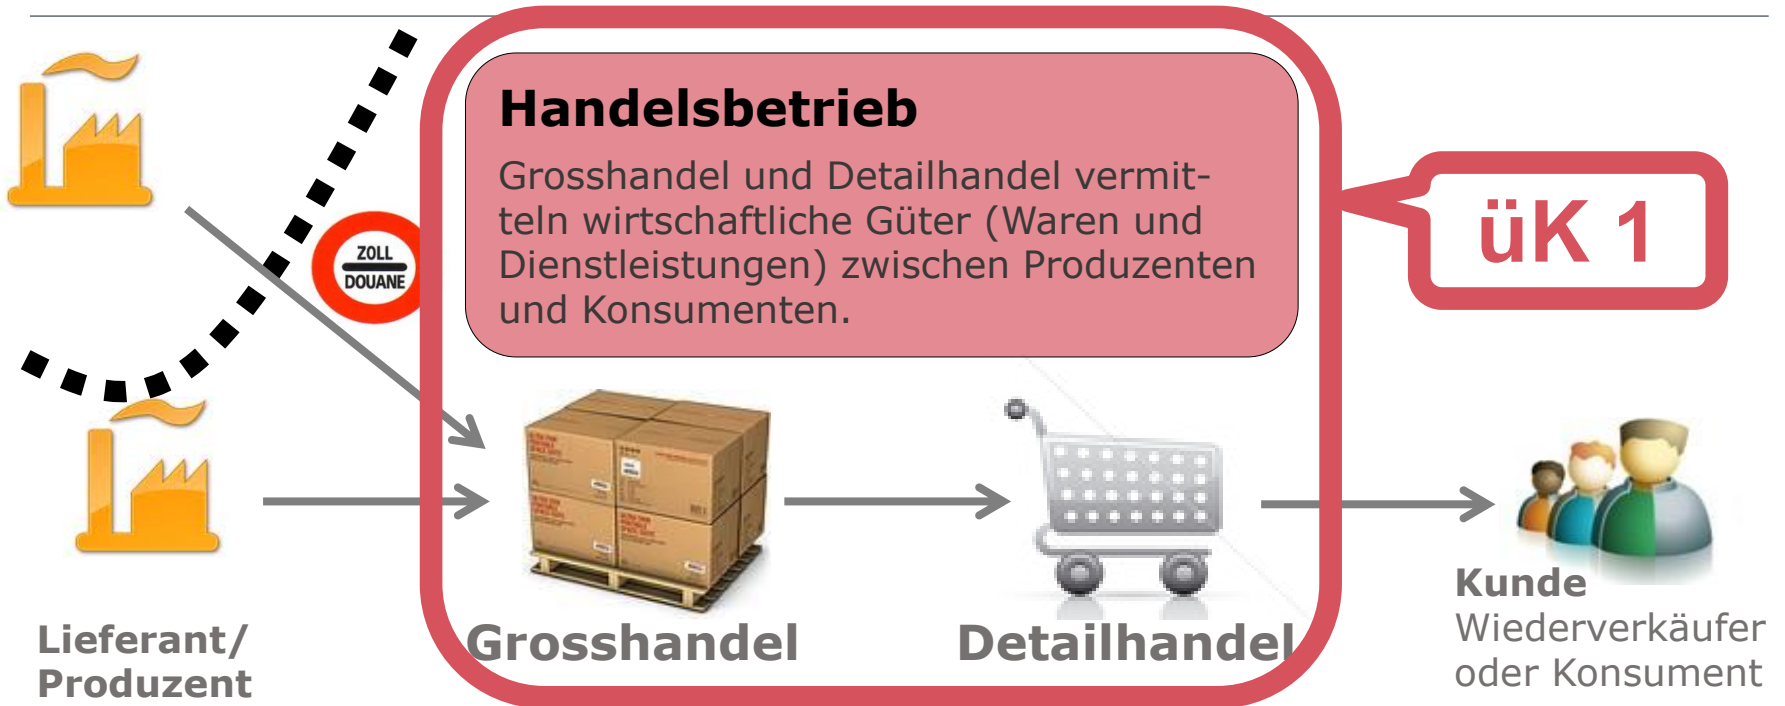 Handelsbetrieb
Grosshandel und Detailhandel vermit-
teln wirtschaftliche Güter (Waren und
Dienstleistungen) zwischen Produzenten
und Konsumenten.
üK 1
ZOLL
DOUANE
Lieferant/
Produzent
Grosshandel
Detailhandel
Kunde
Wiederverkäufer
oder Konsument